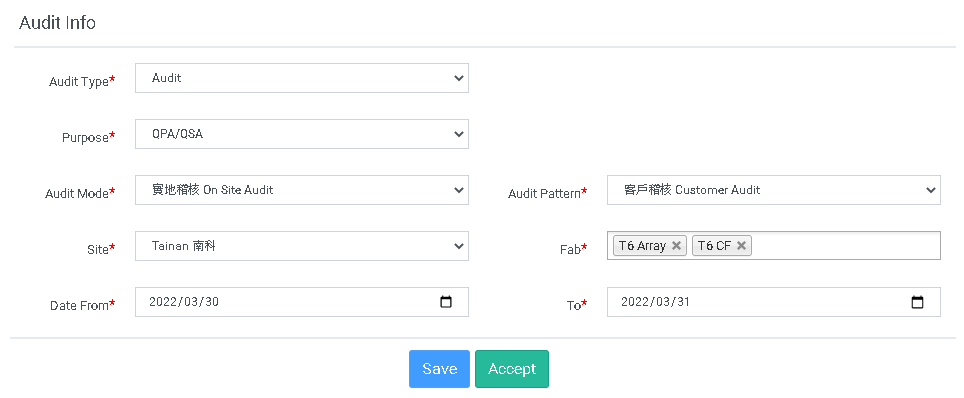 Audit Info
Audit Type* Audit
Purpose* QPA/QSA
Audit Mode* 實地稽核 On Site Audit Audit Pattern* 客戶稽核 Customer Audit
Site* Tainan 南科 Fab* T6 Array × T6 CF ×
Date From* 2022/03/30 To* 2022/03/31
Save Accept